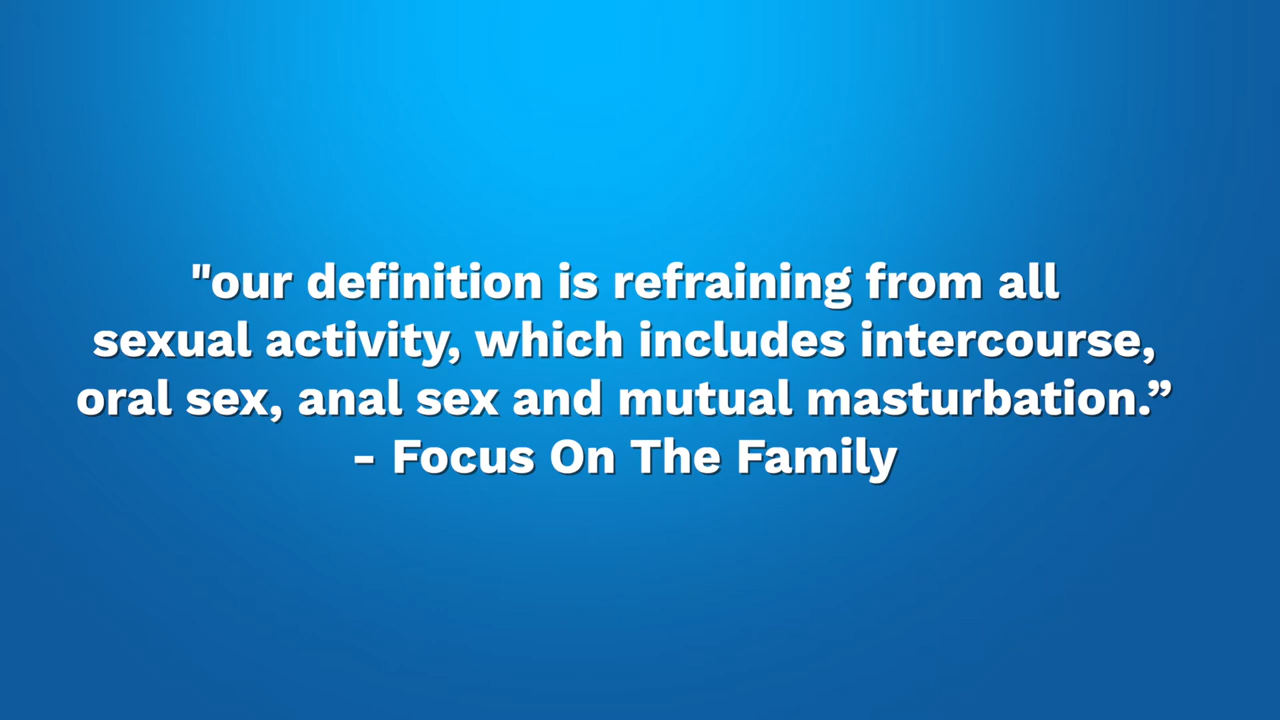 "our definition is refraining from all
sexual activity, which includes intercourse,
oral sex, anal sex and mutual masturbation.”
- Focus On The Family